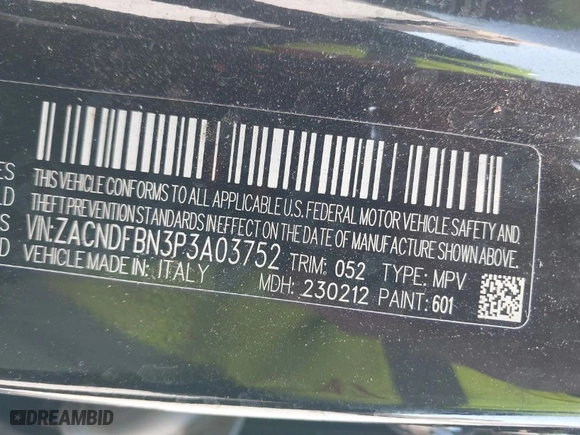 ES
LD
S
D
THIS VEHICLE CONFORMS TO ALL APPLICABLE U.S. FEDERAL MOTOR VEHICLE SAFETY AND
THEFT PREVENTION STANDARDS IN EFFECT ON THE DATE OF MANUFACTURE SHOWN ABOVE.
VIN:ZACNDFBN3P3A03752 TRIM: 052 TYPE: MPV
VEHICLE MADE IN: ITALY MDH: 230212 PAINT: 601
DREAMBID